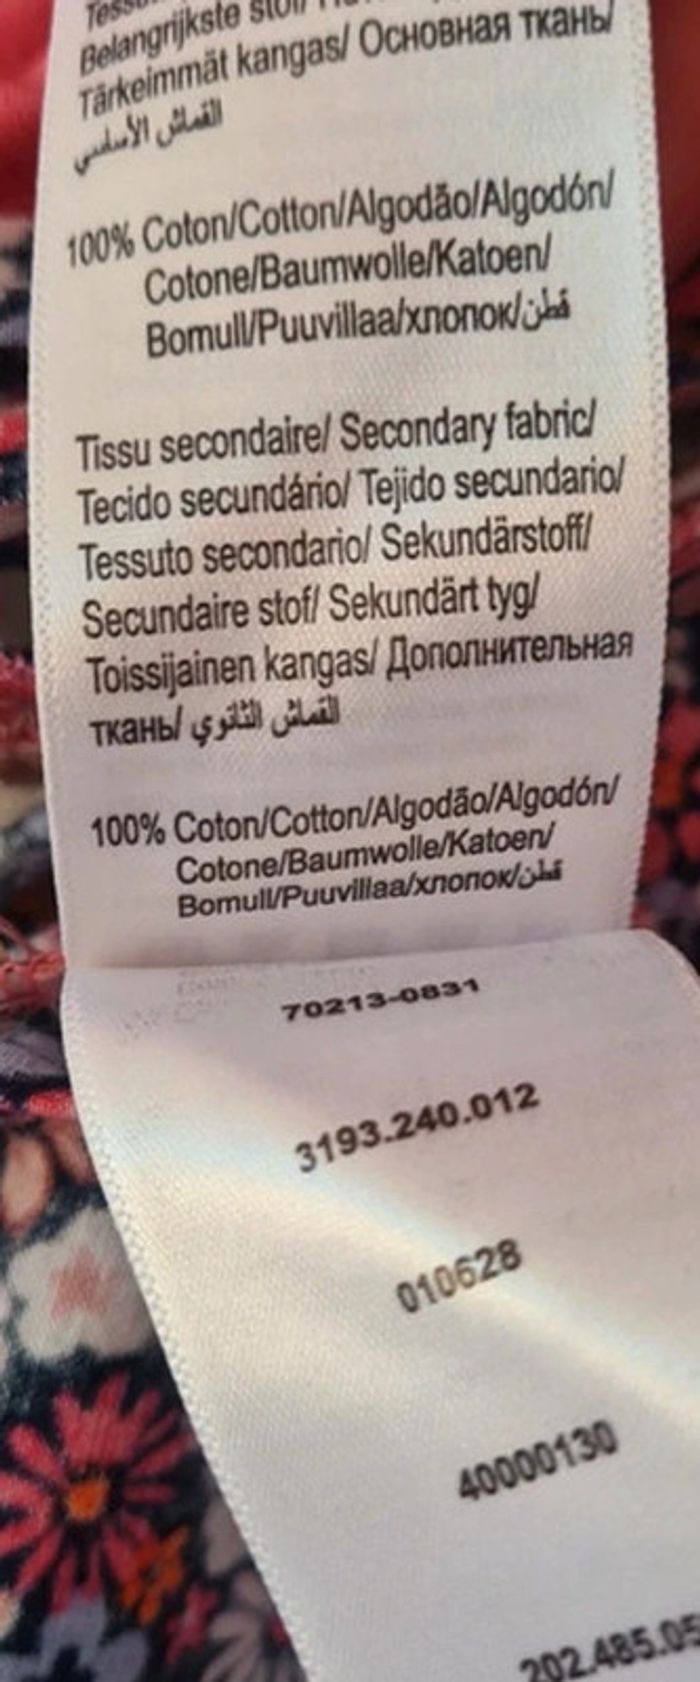 Belangrijkste stof/
Tärkeimmät kangas/ Основная ткань/
القماش الأساسي
100% Coton/Cotton/Algodão/Algodón/
Cotone/Baumwolle/Katoen/
Bomull/Puuvillaa/хлопок/قطن
Tissu secondaire/ Secondary fabric/
Tecido secundário/ Tejido secundario/
Tessuto secondario/ Sekundärstoff/
Secundaire stof/ Sekundärt tyg/
Toissijainen kangas/ Дополнительная
ткань/ القماش الثانوي
100% Coton/Cotton/Algodão/Algodón/
Cotone/Baumwolle/Katoen/
Bomull/Puuvillaa/хлопок/قطن
70213-0831
3193.240.012
010628
40000130
202.485.05